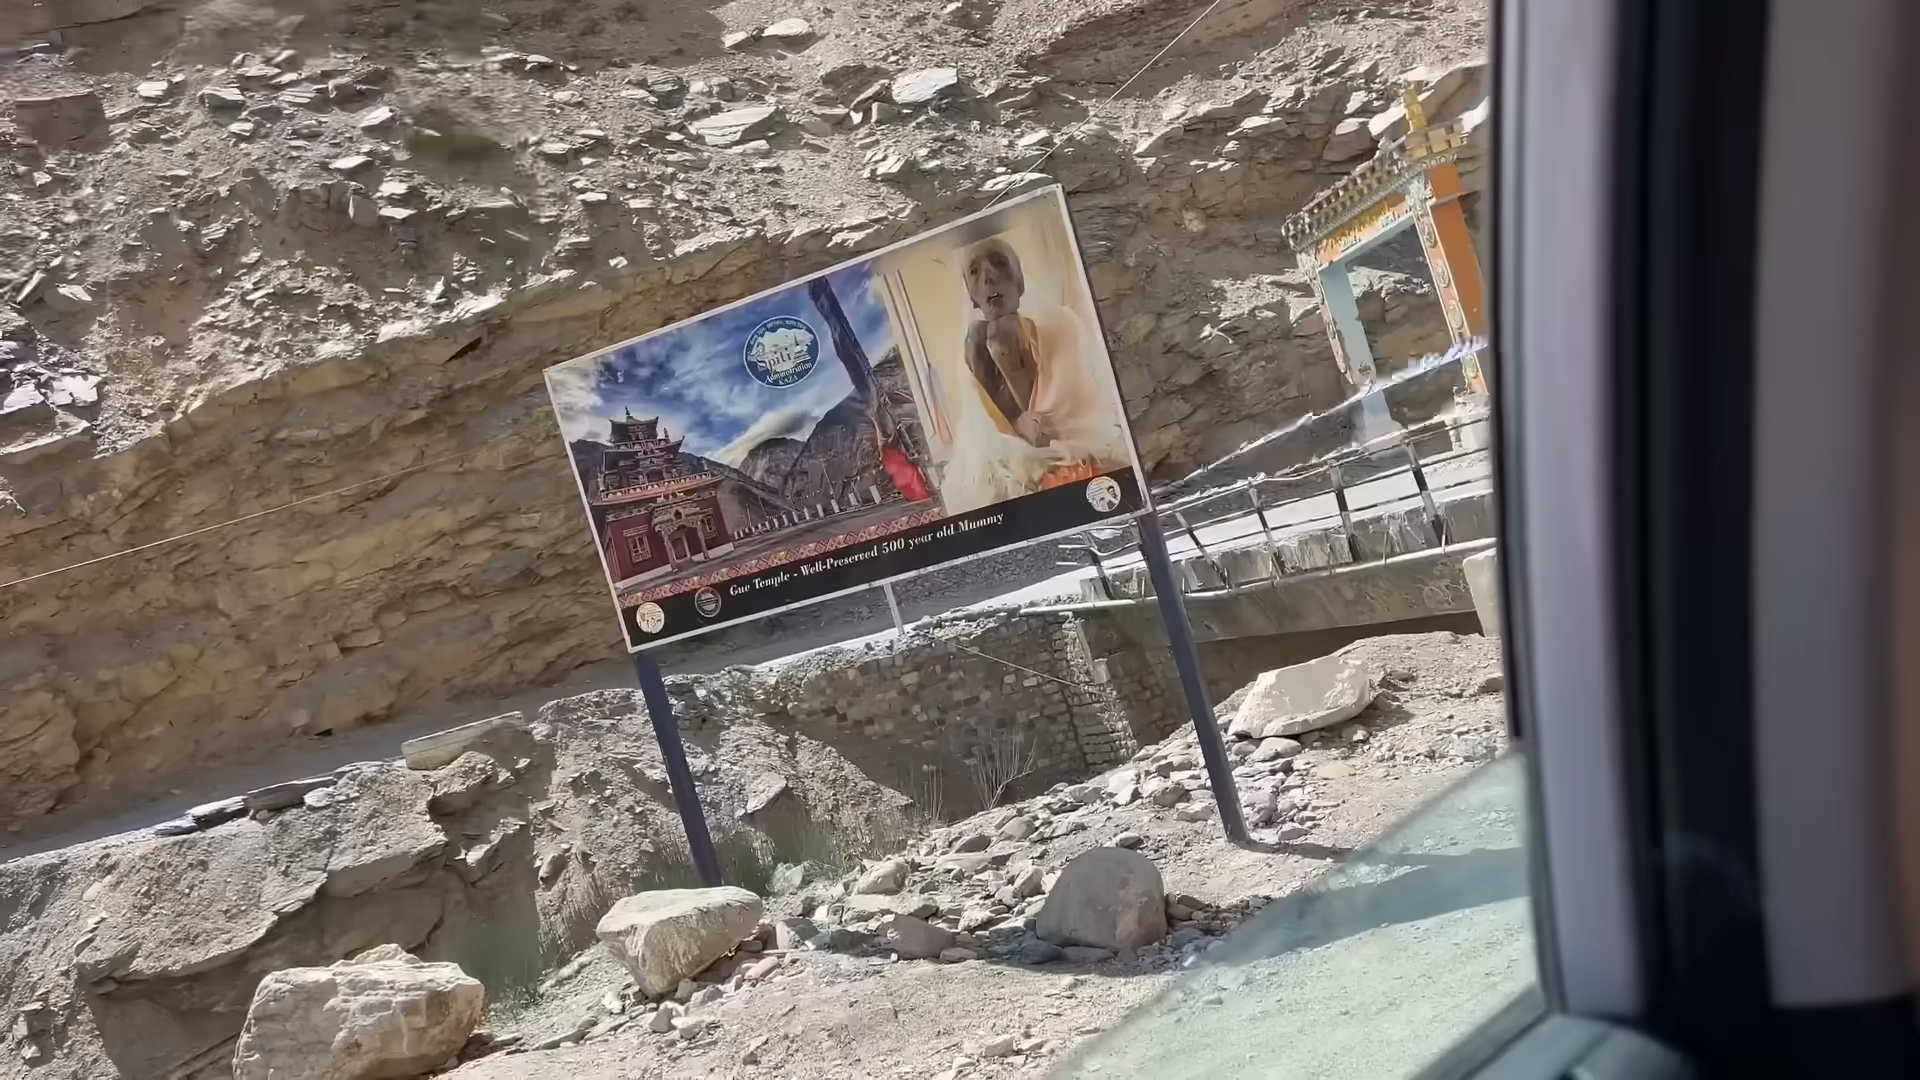 Spiti
Administration
KAZA
Gue Temple - Well-Preserved 500 year old Mummy